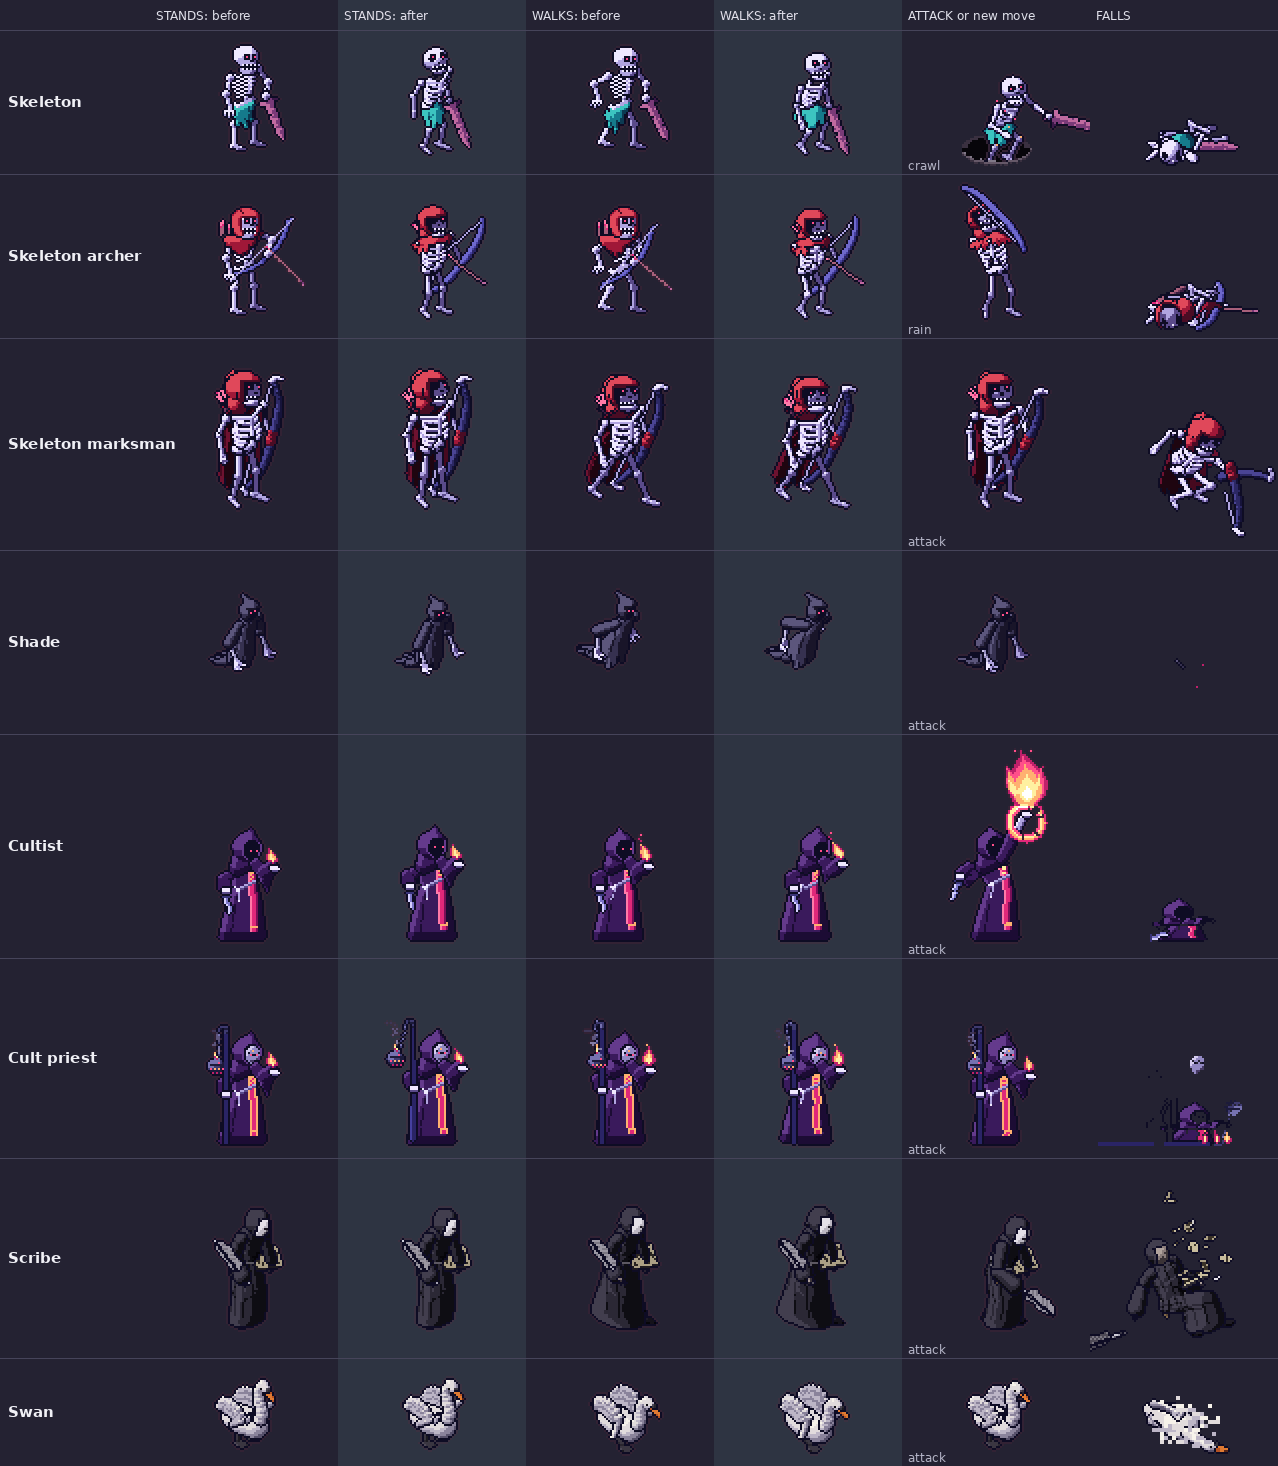 STANDS: before
STANDS: after
WALKS: before
WALKS: after
ATTACK or new move
FALLS
Skeleton
crawl
Skeleton archer
rain
Skeleton marksman
attack
Shade
attack
Cultist
attack
Cult priest
attack
Scribe
attack
Swan
attack